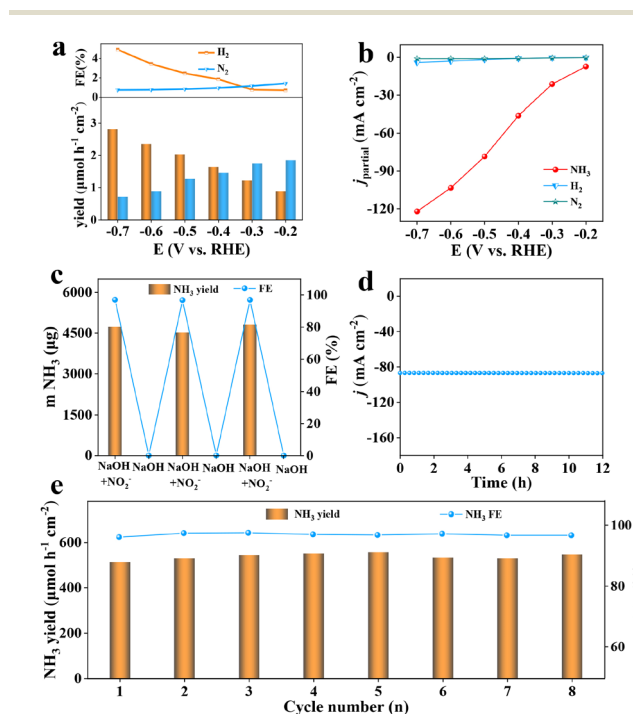 a
H₂
N₂
FE(%)
4
2
0
yield (μmol h⁻¹ cm⁻²)
3
2
1
0
-0.7 -0.6 -0.5 -0.4 -0.3 -0.2
E (V vs. RHE)
b
j partial (mA cm⁻²)
0
-30
-60
-90
-120
NH₃
H₂
N₂
-0.7 -0.6 -0.5 -0.4 -0.3 -0.2
E (V vs. RHE)
c
NH₃ yield FE
m NH₃ (μg)
6000
4500
3000
1500
0
100
80
60
40
20
0
FE (%)
NaOH NaOH NaOH NaOH NaOH NaOH
+NO₂⁻ +NO₂⁻ +NO₂⁻
d
j (mA cm⁻²)
0
-40
-80
-120
-160
0 2 4 6 8 10 12
Time (h)
e
NH₃ yield NH₃ FE
NH₃ yield (μmol h⁻¹ cm⁻²)
600
400
200
0
100
80
60
1 2 3 4 5 6 7 8
Cycle number (n)